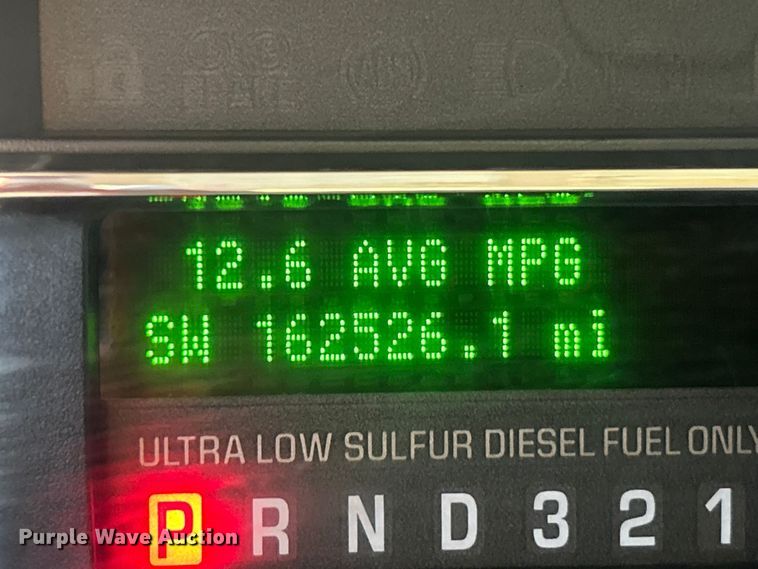 12.6 AVG MPG
SW 162526.1 mi
ULTRA LOW SULFUR DIESEL FUEL ONLY
P R N D 3 2 1
Purple Wave Auction